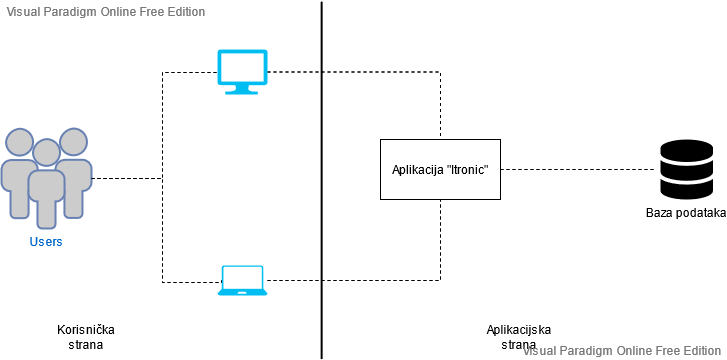 Visual Paradigm Online Free Edition
Aplikacija "Itronic"
Baza podataka
Users
Korisnička
strana
Aplikacijska
strana
Visual Paradigm Online Free Edition